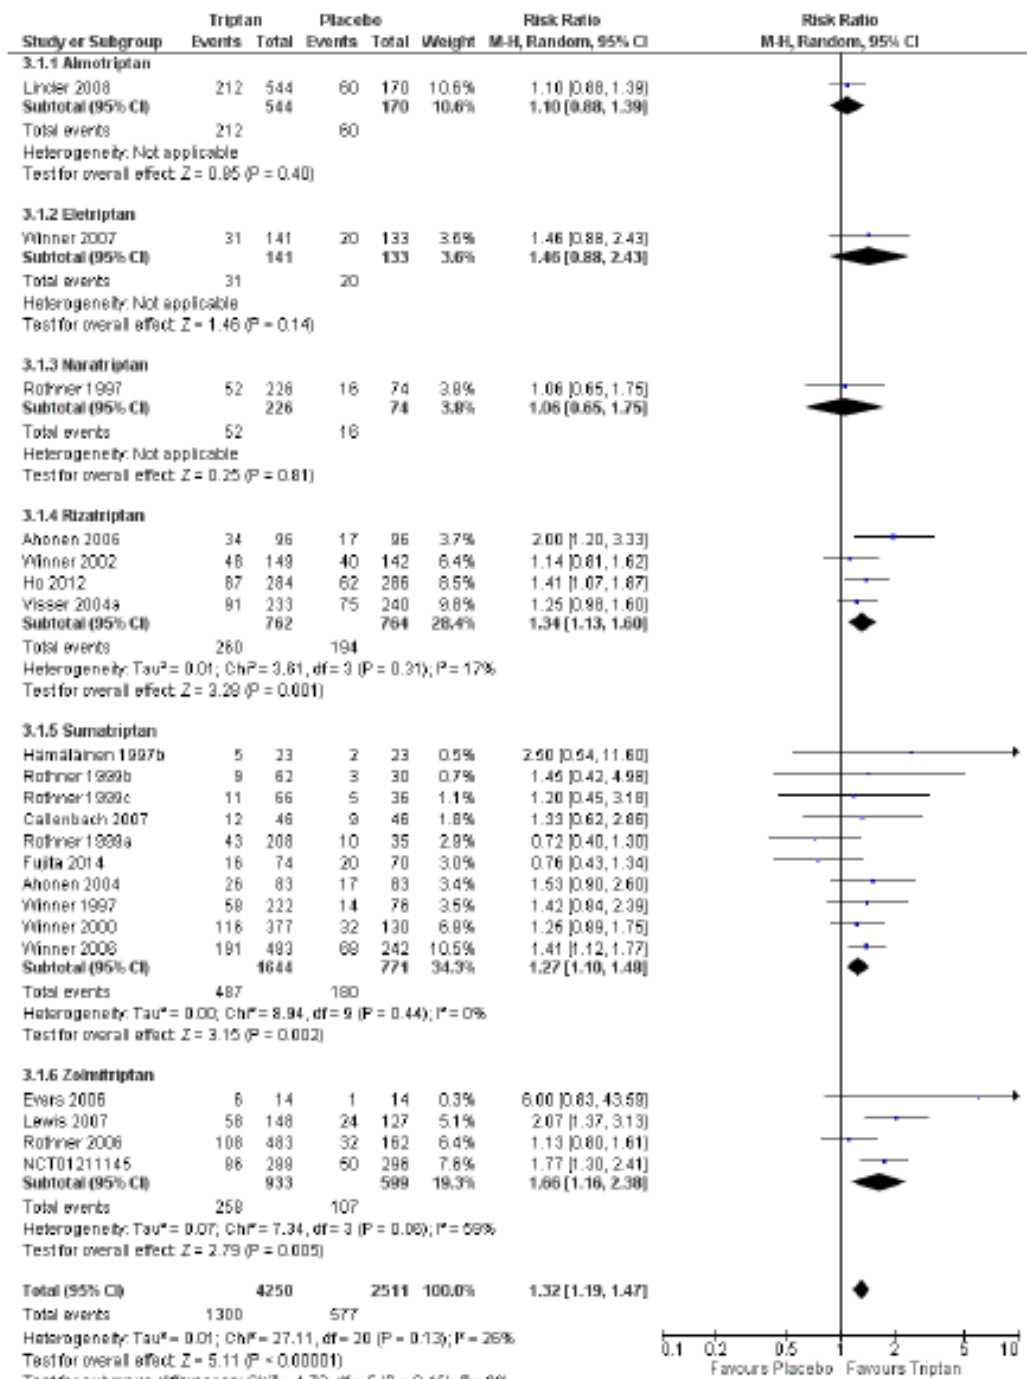 Triptan Placebo Risk Ratio Risk Ratio
Study or Subgroup Events Total Events Total Weight M-H, Random, 95% CI M-H, Random, 95% CI
3.1.1 Almotriptan
Linder 2008 212 544 60 170 10.6% 1.10 [0.88, 1.39]
Subtotal (95% CI) 544 170 10.6% 1.10 [0.88, 1.39]
Total events 212 60
Heterogeneity: Not applicable
Test for overall effect: Z = 0.85 (P = 0.40)
3.1.2 Eletriptan
Winner 2007 31 141 20 133 3.6% 1.46 [0.88, 2.43]
Subtotal (95% CI) 141 133 3.6% 1.46 [0.88, 2.43]
Total events 31 20
Heterogeneity: Not applicable
Test for overall effect: Z = 1.46 (P = 0.14)
3.1.3 Naratriptan
Rothner 1997 52 226 16 74 3.8% 1.06 [0.65, 1.75]
Subtotal (95% CI) 226 74 3.8% 1.06 [0.65, 1.75]
Total events 52 16
Heterogeneity: Not applicable
Test for overall effect: Z = 0.25 (P = 0.81)
3.1.4 Rizatriptan
Ahonen 2006 34 96 17 96 3.7% 2.00 [1.20, 3.33]
Winner 2002 48 149 40 142 6.4% 1.14 [0.81, 1.62]
Ho 2012 87 284 62 286 8.5% 1.41 [1.07, 1.87]
Visser 2004a 91 233 75 240 9.8% 1.25 [0.98, 1.60]
Subtotal (95% CI) 762 764 28.4% 1.34 [1.13, 1.60]
Total events 260 194
Heterogeneity: Tau² = 0.01; Chi² = 3.61, df = 3 (P = 0.31); I² = 17%
Test for overall effect: Z = 3.28 (P = 0.001)
3.1.5 Sumatriptan
Hämäläinen 1997b 5 23 2 23 0.5% 2.50 [0.54, 11.60]
Rothner 1999b 9 62 3 30 0.7% 1.45 [0.42, 4.98]
Rothner 1999c 11 66 5 36 1.1% 1.20 [0.45, 3.18]
Callenbach 2007 12 46 9 46 1.8% 1.33 [0.62, 2.86]
Rothner 1999a 43 208 10 35 2.9% 0.72 [0.40, 1.30]
Fujita 2014 16 74 20 70 3.0% 0.76 [0.43, 1.34]
Ahonen 2004 26 83 17 83 3.4% 1.53 [0.90, 2.60]
Winner 1997 58 222 14 76 3.5% 1.42 [0.84, 2.39]
Winner 2000 116 377 32 130 6.8% 1.25 [0.89, 1.75]
Winner 2006 191 483 68 242 10.5% 1.41 [1.12, 1.77]
Subtotal (95% CI) 1644 771 34.3% 1.27 [1.10, 1.48]
Total events 487 180
Heterogeneity: Tau² = 0.00; Chi² = 8.94, df = 9 (P = 0.44); I² = 0%
Test for overall effect: Z = 3.15 (P = 0.002)
3.1.6 Zolmitriptan
Evers 2006 6 14 1 14 0.3% 6.00 [0.83, 43.59]
Lewis 2007 58 148 24 127 5.1% 2.07 [1.37, 3.13]
Rothner 2006 108 483 32 162 6.4% 1.13 [0.80, 1.61]
NCT01211145 86 288 50 296 7.6% 1.77 [1.30, 2.41]
Subtotal (95% CI) 933 599 19.3% 1.66 [1.16, 2.38]
Total events 258 107
Heterogeneity: Tau² = 0.07; Chi² = 7.34, df = 3 (P = 0.06); I² = 59%
Test for overall effect: Z = 2.79 (P = 0.005)
Total (95% CI) 4250 2511 100.0% 1.32 [1.19, 1.47]
Total events 1300 577
Heterogeneity: Tau² = 0.01; Chi² = 27.11, df = 20 (P = 0.13); I² = 26%
Test for overall effect: Z = 5.11 (P < 0.00001)
0.1 0.2 0.5 1 2 5 10
Favours Placebo Favours Triptan